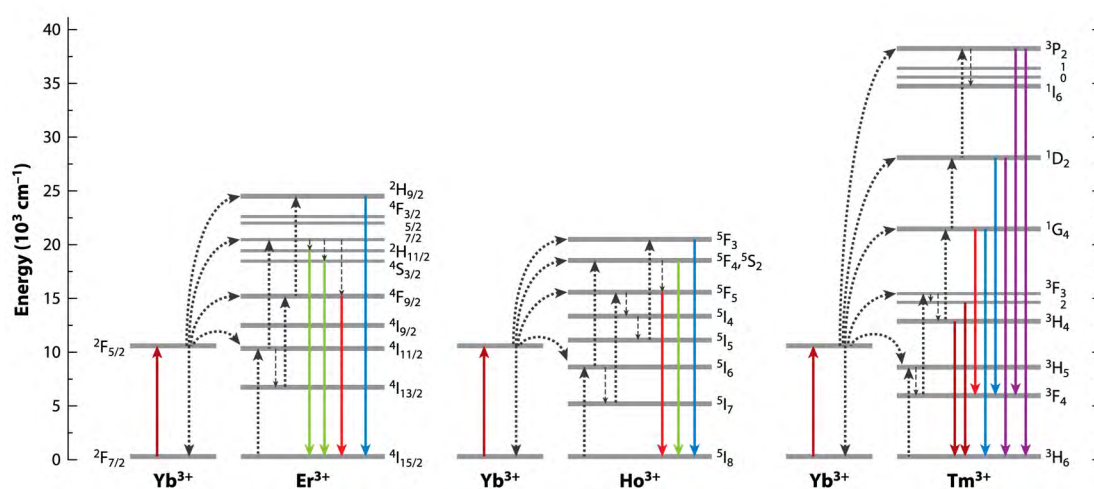 Energy (10³ cm⁻¹)
40
35
30
25
20
15
10
5
0
²F₅/₂
²F₇/₂
Yb³⁺
²H₉/₂
⁴F₃/₂
5/2
7/2
²H₁₁/₂
⁴S₃/₂
⁴F₉/₂
⁴I₉/₂
⁴I₁₁/₂
⁴I₁₃/₂
⁴I₁₅/₂
Er³⁺
Yb³⁺
⁵F₃
⁵F₄,⁵S₂
⁵F₅
⁵I₄
⁵I₅
⁵I₆
⁵I₇
⁵I₈
Ho³⁺
Yb³⁺
³P₂
1
0
¹I₆
¹D₂
¹G₄
³F₃
2
³H₄
³H₅
³F₄
³H₆
Tm³⁺